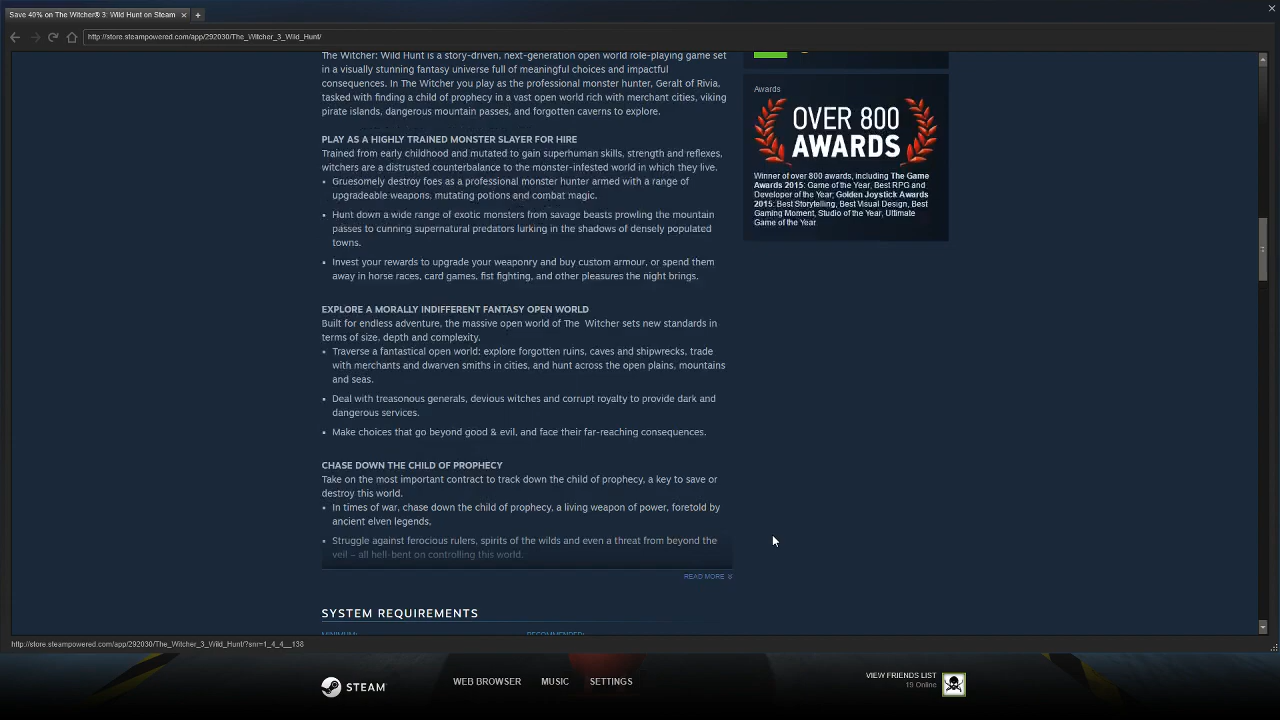 Save 40% on The Witcher® 3: Wild Hunt on Steam
http://store.steampowered.com/app/292030/The_Witcher_3_Wild_Hunt/
The Witcher: Wild Hunt is a story-driven, next-generation open world role-playing game set
in a visually stunning fantasy universe full of meaningful choices and impactful
consequences. In The Witcher you play as the professional monster hunter, Geralt of Rivia,
tasked with finding a child of prophecy in a vast open world rich with merchant cities, viking
pirate islands, dangerous mountain passes, and forgotten caverns to explore.
PLAY AS A HIGHLY TRAINED MONSTER SLAYER FOR HIRE
Trained from early childhood and mutated to gain superhuman skills, strength and reflexes,
witchers are a distrusted counterbalance to the monster-infested world in which they live.
▪ Gruesomely destroy foes as a professional monster hunter armed with a range of
upgradeable weapons, mutating potions and combat magic.
▪ Hunt down a wide range of exotic monsters from savage beasts prowling the mountain
passes to cunning supernatural predators lurking in the shadows of densely populated
towns.
▪ Invest your rewards to upgrade your weaponry and buy custom armour, or spend them
away in horse races, card games, fist fighting, and other pleasures the night brings.
EXPLORE A MORALLY INDIFFERENT FANTASY OPEN WORLD
Built for endless adventure, the massive open world of The Witcher sets new standards in
terms of size, depth and complexity.
▪ Traverse a fantastical open world: explore forgotten ruins, caves and shipwrecks, trade
with merchants and dwarven smiths in cities, and hunt across the open plains, mountains
and seas.
▪ Deal with treasonous generals, devious witches and corrupt royalty to provide dark and
dangerous services.
▪ Make choices that go beyond good & evil, and face their far-reaching consequences.
CHASE DOWN THE CHILD OF PROPHECY
Take on the most important contract to track down the child of prophecy, a key to save or
destroy this world.
▪ In times of war, chase down the child of prophecy, a living weapon of power, foretold by
ancient elven legends.
▪ Struggle against ferocious rulers, spirits of the wilds and even a threat from beyond the
veil – all hell-bent on controlling this world.
READ MORE
SYSTEM REQUIREMENTS
MINIMUM: RECOMMENDED:
Awards
OVER 800
AWARDS
Winner of over 800 awards, including The Game
Awards 2015: Game of the Year, Best RPG and
Developer of the Year; Golden Joystick Awards
2015: Best Storytelling, Best Visual Design, Best
Gaming Moment, Studio of the Year, Ultimate
Game of the Year
http://store.steampowered.com/app/292030/The_Witcher_3_Wild_Hunt/?snr=1_4_4__138
STEAM
WEB BROWSER MUSIC SETTINGS
VIEW FRIENDS LIST
19 Online